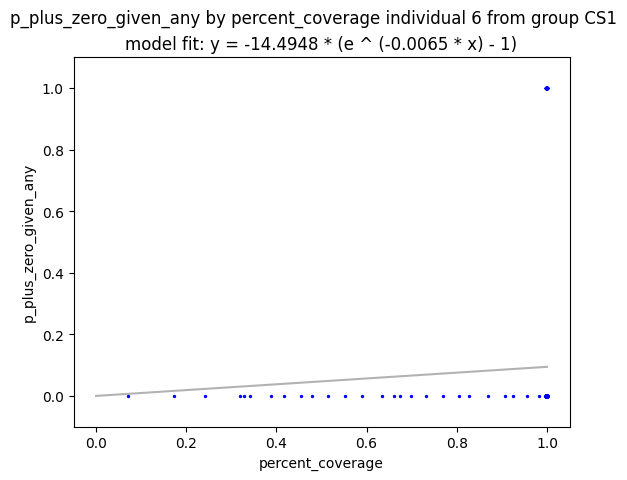 p_plus_zero_given_any by percent_coverage individual 6 from group CS1
model fit: y = -14.4948 * (e ^ (-0.0065 * x) - 1)
1.0
0.8
0.6
0.4
0.2
0.0
p_plus_zero_given_any
0.0 0.2 0.4 0.6 0.8 1.0
percent_coverage